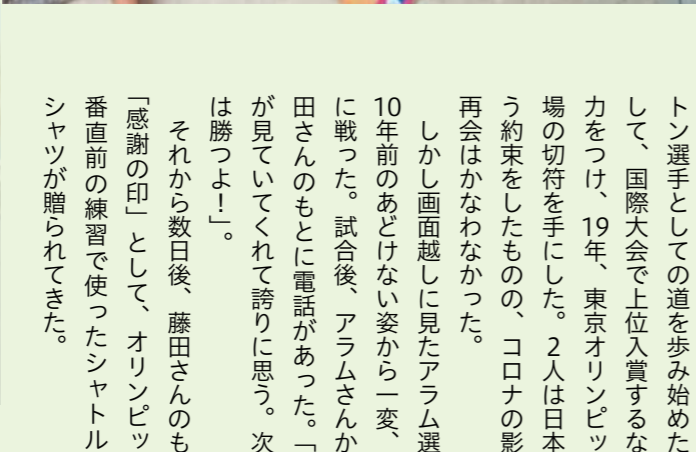 トン選手としての道を歩み始めた
して、国際大会で上位入賞するな
力をつけ、19年、東京オリンピッ
場の切符を手にした。2人は日本
う約束をしたものの、コロナの影
再会はかなわなかった。
しかし画面越しに見たアラム選
10年前のあどけない姿から一変、
に戦った。試合後、アラムさんか
田さんのもとに電話があった。「
が見ていてくれて誇りに思う。次
は勝つよ！」。
それから数日後、藤田さんのも
「感謝の印」として、オリンピッ
番直前の練習で使ったシャトル
シャツが贈られてきた。